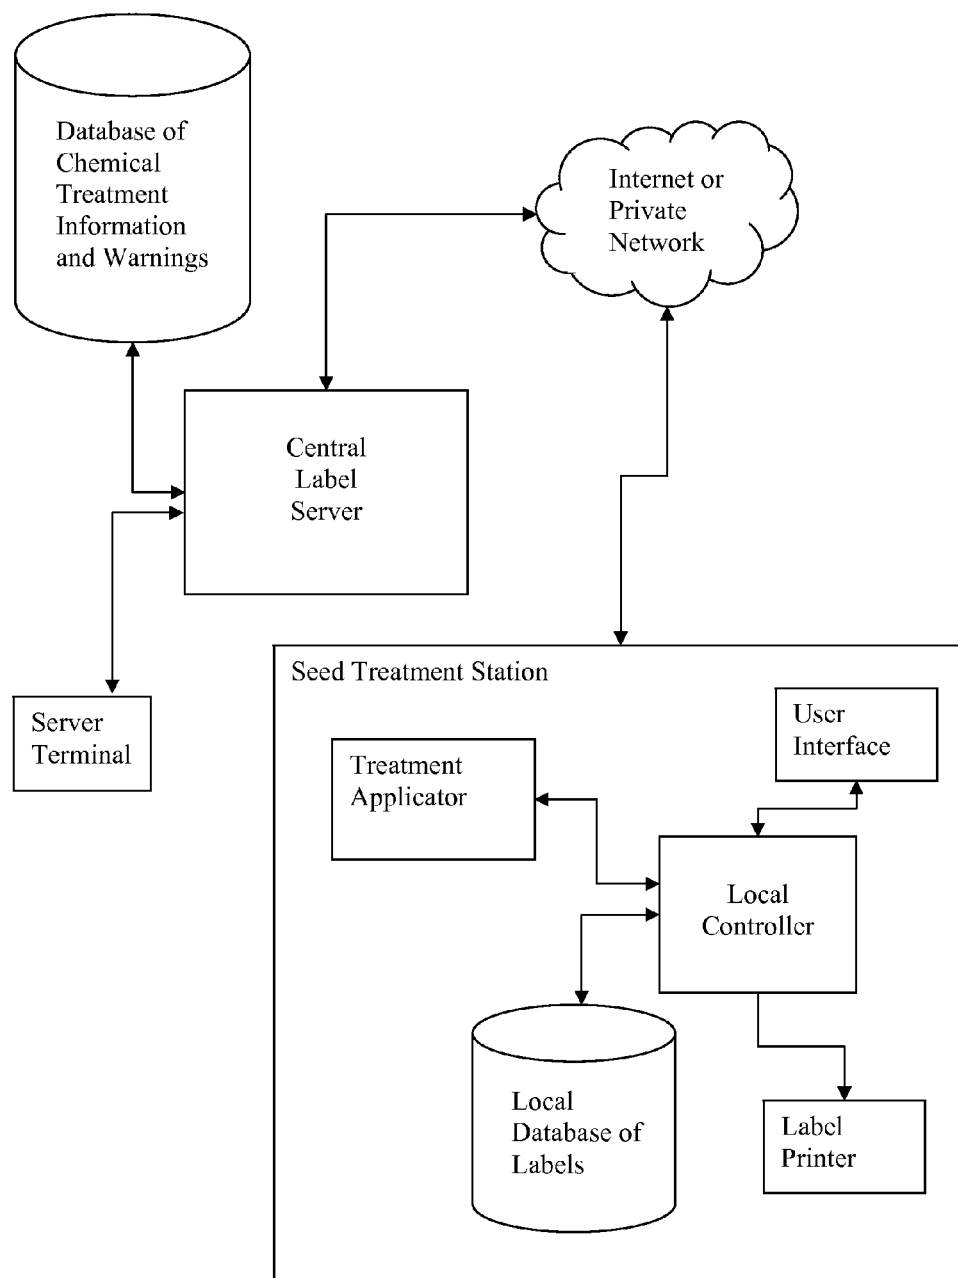 Database of
Chemical
Treatment
Information
and Warnings
Internet or
Private
Network
Central
Label
Server
Server
Terminal
Seed Treatment Station
User
Interface
Treatment
Applicator
Local
Controller
Local
Database of
Labels
Label
Printer